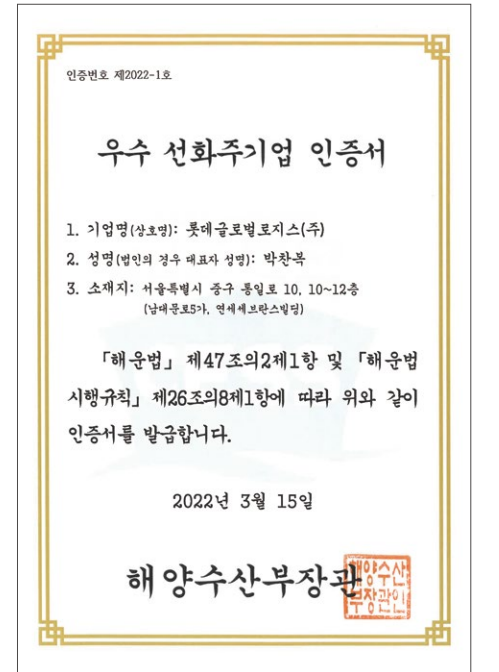 인증번호 제2022-1호
우수 선화주기업 인증서
1. 기업명(상호명): 롯데글로벌로지스(주)
2. 성명(법인의 경우 대표자 성명): 박찬복
3. 소재지: 서울특별시 중구 통일로 10, 10~12층
(남대문로5가, 연세세브란스빌딩)
「해운법」 제47조의2제1항 및 「해운법
시행규칙」 제26조의8제1항에 따라 위와 같이
인증서를 발급합니다.
2022년 3월 15일
해양수산부장관
해양수산
부장관인